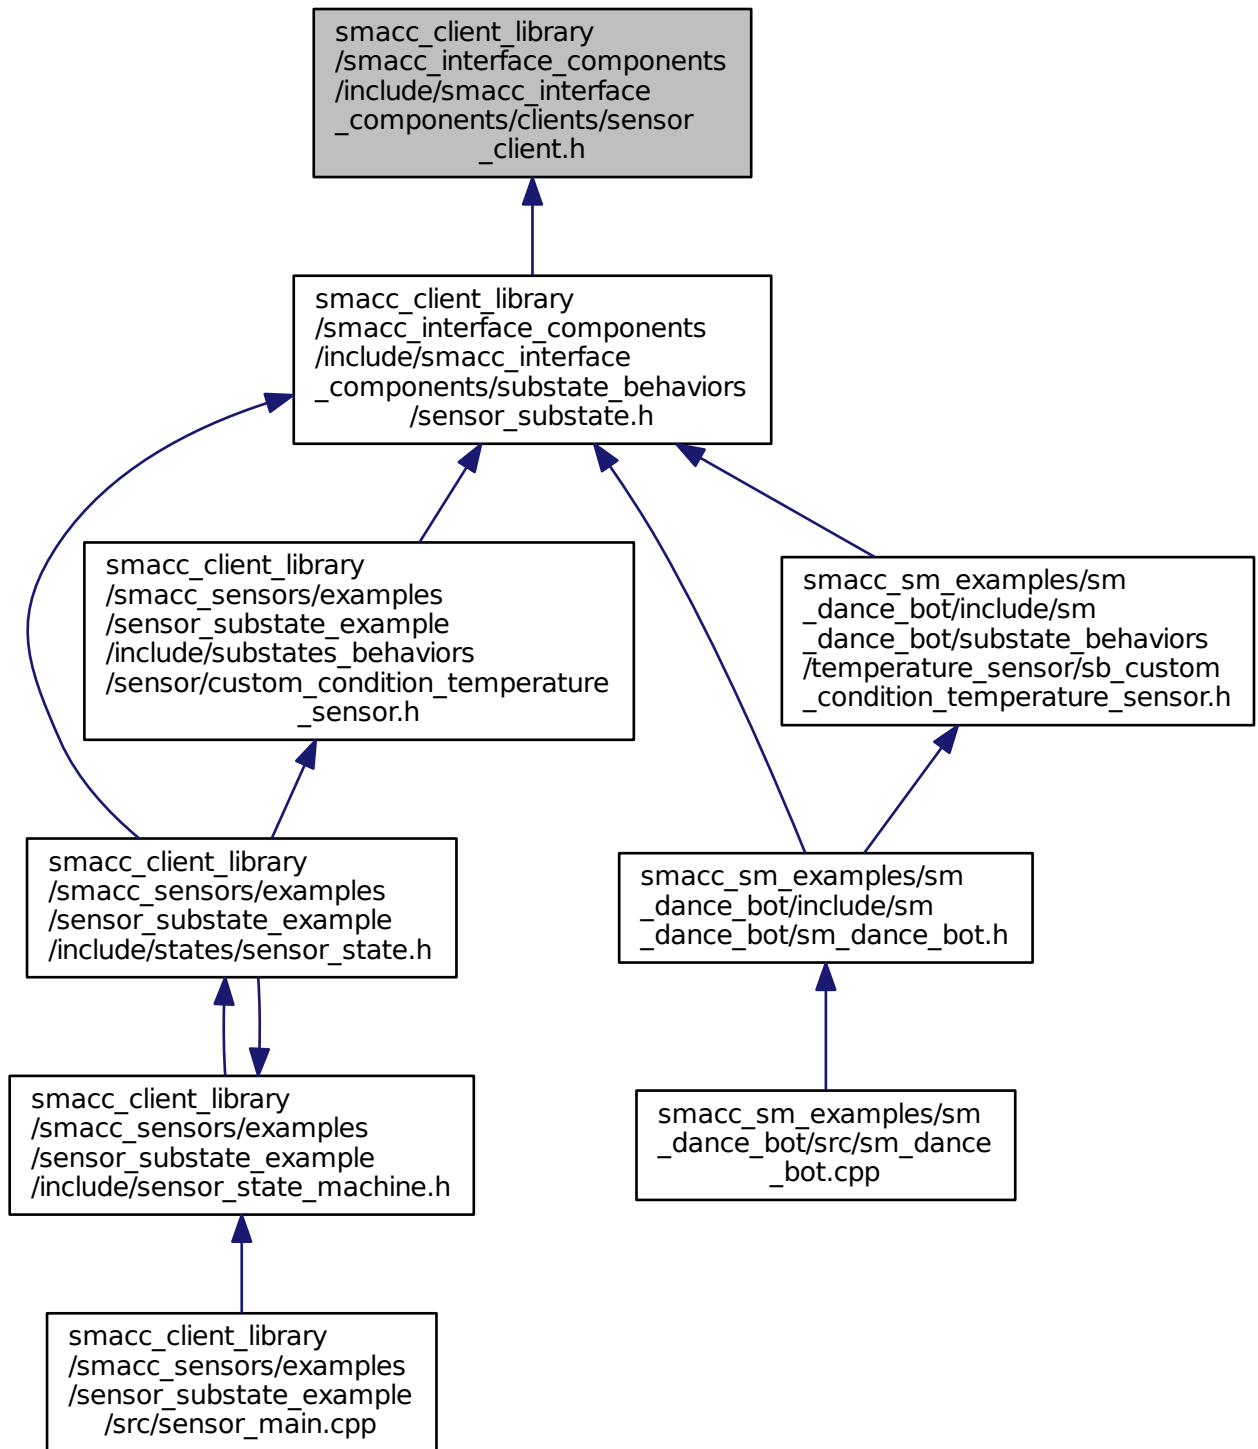 smacc_client_library
/smacc_interface_components
/include/smacc_interface
_components/clients/sensor
_client.h
smacc_client_library
/smacc_interface_components
/include/smacc_interface
_components/substate_behaviors
/sensor_substate.h
smacc_client_library
/smacc_sensors/examples
/sensor_substate_example
/include/substates_behaviors
/sensor/custom_condition_temperature
_sensor.h
smacc_sm_examples/sm
_dance_bot/include/sm
_dance_bot/substate_behaviors
/temperature_sensor/sb_custom
_condition_temperature_sensor.h
smacc_client_library
/smacc_sensors/examples
/sensor_substate_example
/include/states/sensor_state.h
smacc_sm_examples/sm
_dance_bot/include/sm
_dance_bot/sm_dance_bot.h
smacc_client_library
/smacc_sensors/examples
/sensor_substate_example
/include/sensor_state_machine.h
smacc_sm_examples/sm
_dance_bot/src/sm_dance
_bot.cpp
smacc_client_library
/smacc_sensors/examples
/sensor_substate_example
/src/sensor_main.cpp